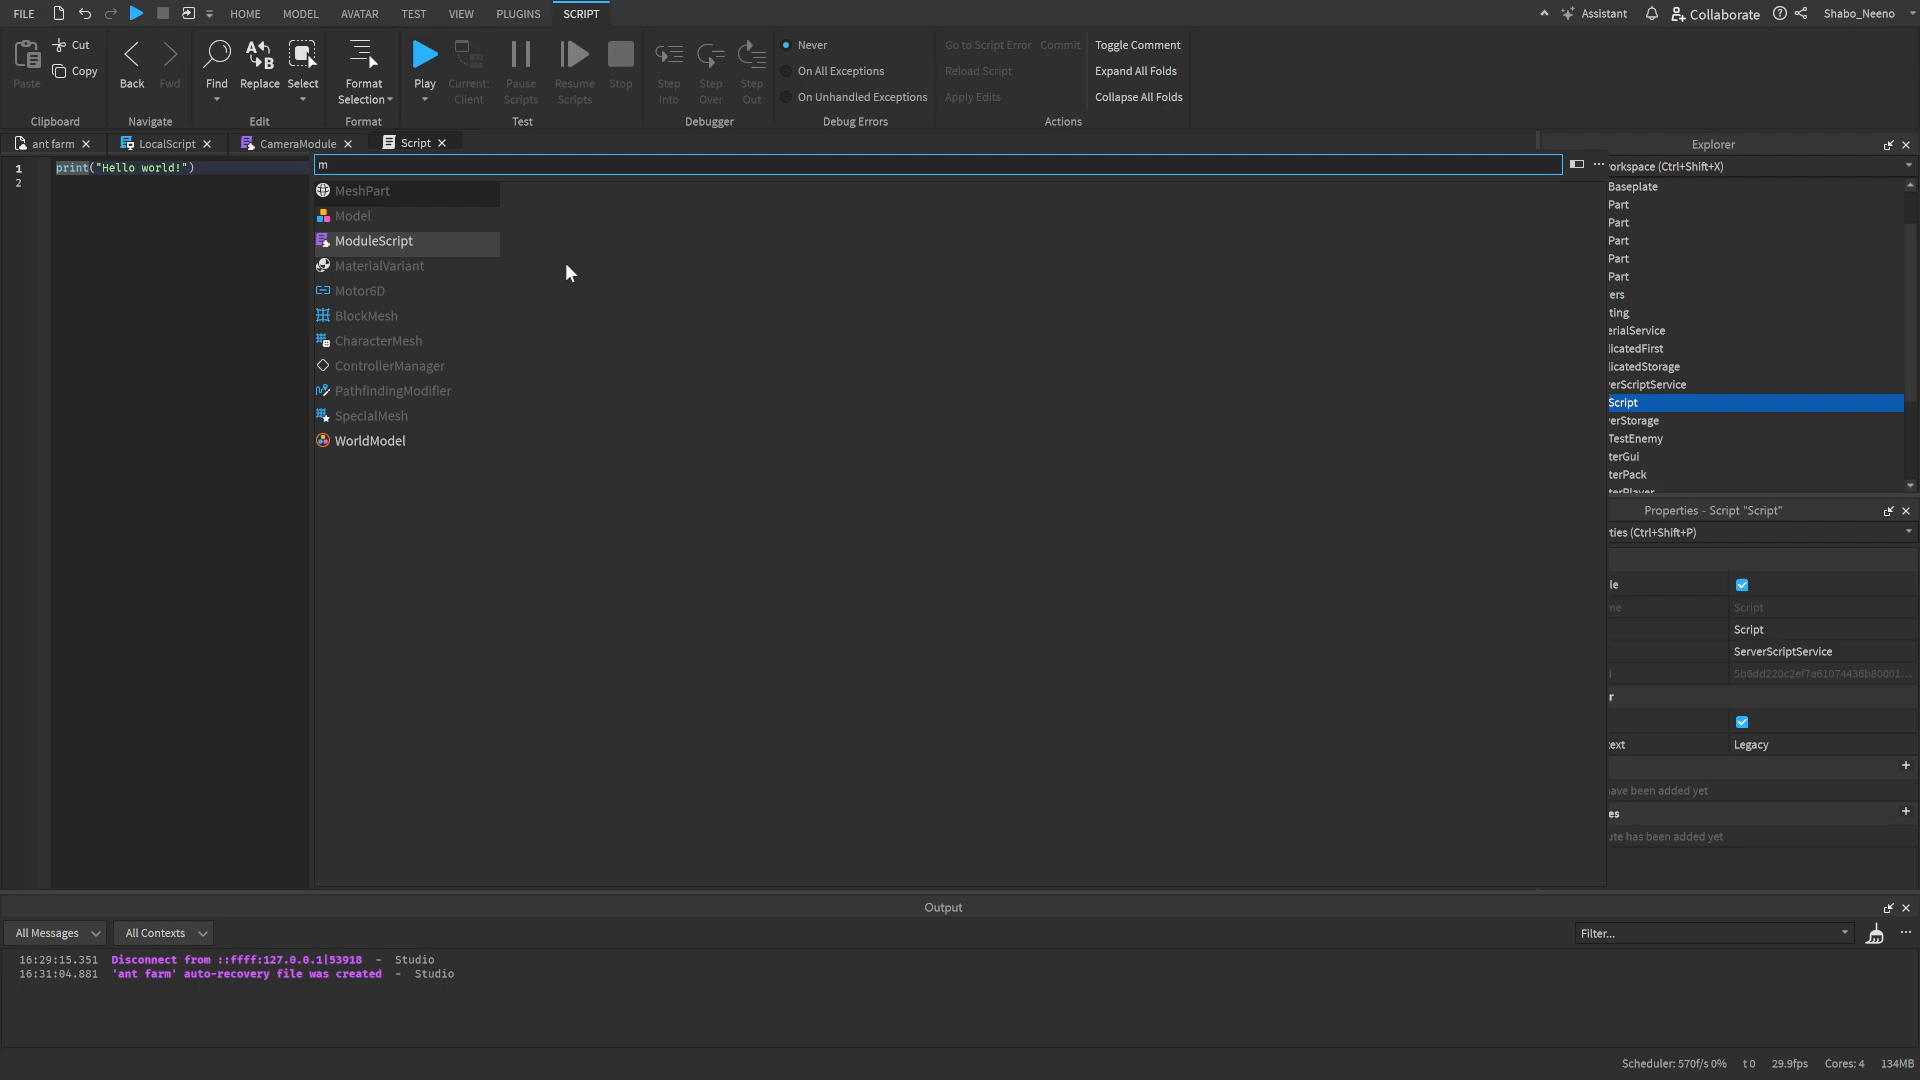 FILE HOME MODEL AVATAR TEST VIEW PLUGINS SCRIPT Assistant Collaborate Shabo_Neeno
Paste Cut Copy
Clipboard
Back Fwd
Navigate
Find Replace Select
Edit
Format Selection
Format
Play Current: Client Pause Scripts Resume Scripts Stop
Test
Step Into Step Over Step Out
Debugger
Never
On All Exceptions
On Unhandled Exceptions
Debug Errors
Go to Script Error Commit
Reload Script
Apply Edits
Toggle Comment
Expand All Folds
Collapse All Folds
Actions
ant farm LocalScript CameraModule Script
1 print("Hello world!")
2
m
MeshPart
Model
ModuleScript
MaterialVariant
Motor6D
BlockMesh
CharacterMesh
ControllerManager
PathfindingModifier
SpecialMesh
WorldModel
Explorer
orkspace (Ctrl+Shift+X)
Baseplate
Part
Part
Part
Part
Part
ers
ting
erialService
licatedFirst
licatedStorage
erScriptService
Script
erStorage
TestEnemy
terGui
terPack
terPlayer
Properties - Script "Script"
ties (Ctrl+Shift+P)
le
me Script
Script
ServerScriptService
5b6dd220c2ef7a61074436b80001...
r
ext Legacy
ave been added yet
es
ute has been added yet
Output
All Messages All Contexts Filter...
16:29:15.351 Disconnect from ::ffff:127.0.0.1|53918 - Studio
16:31:04.881 'ant farm' auto-recovery file was created - Studio
Scheduler: 570f/s 0% t 0 29.9fps Cores: 4 134MB